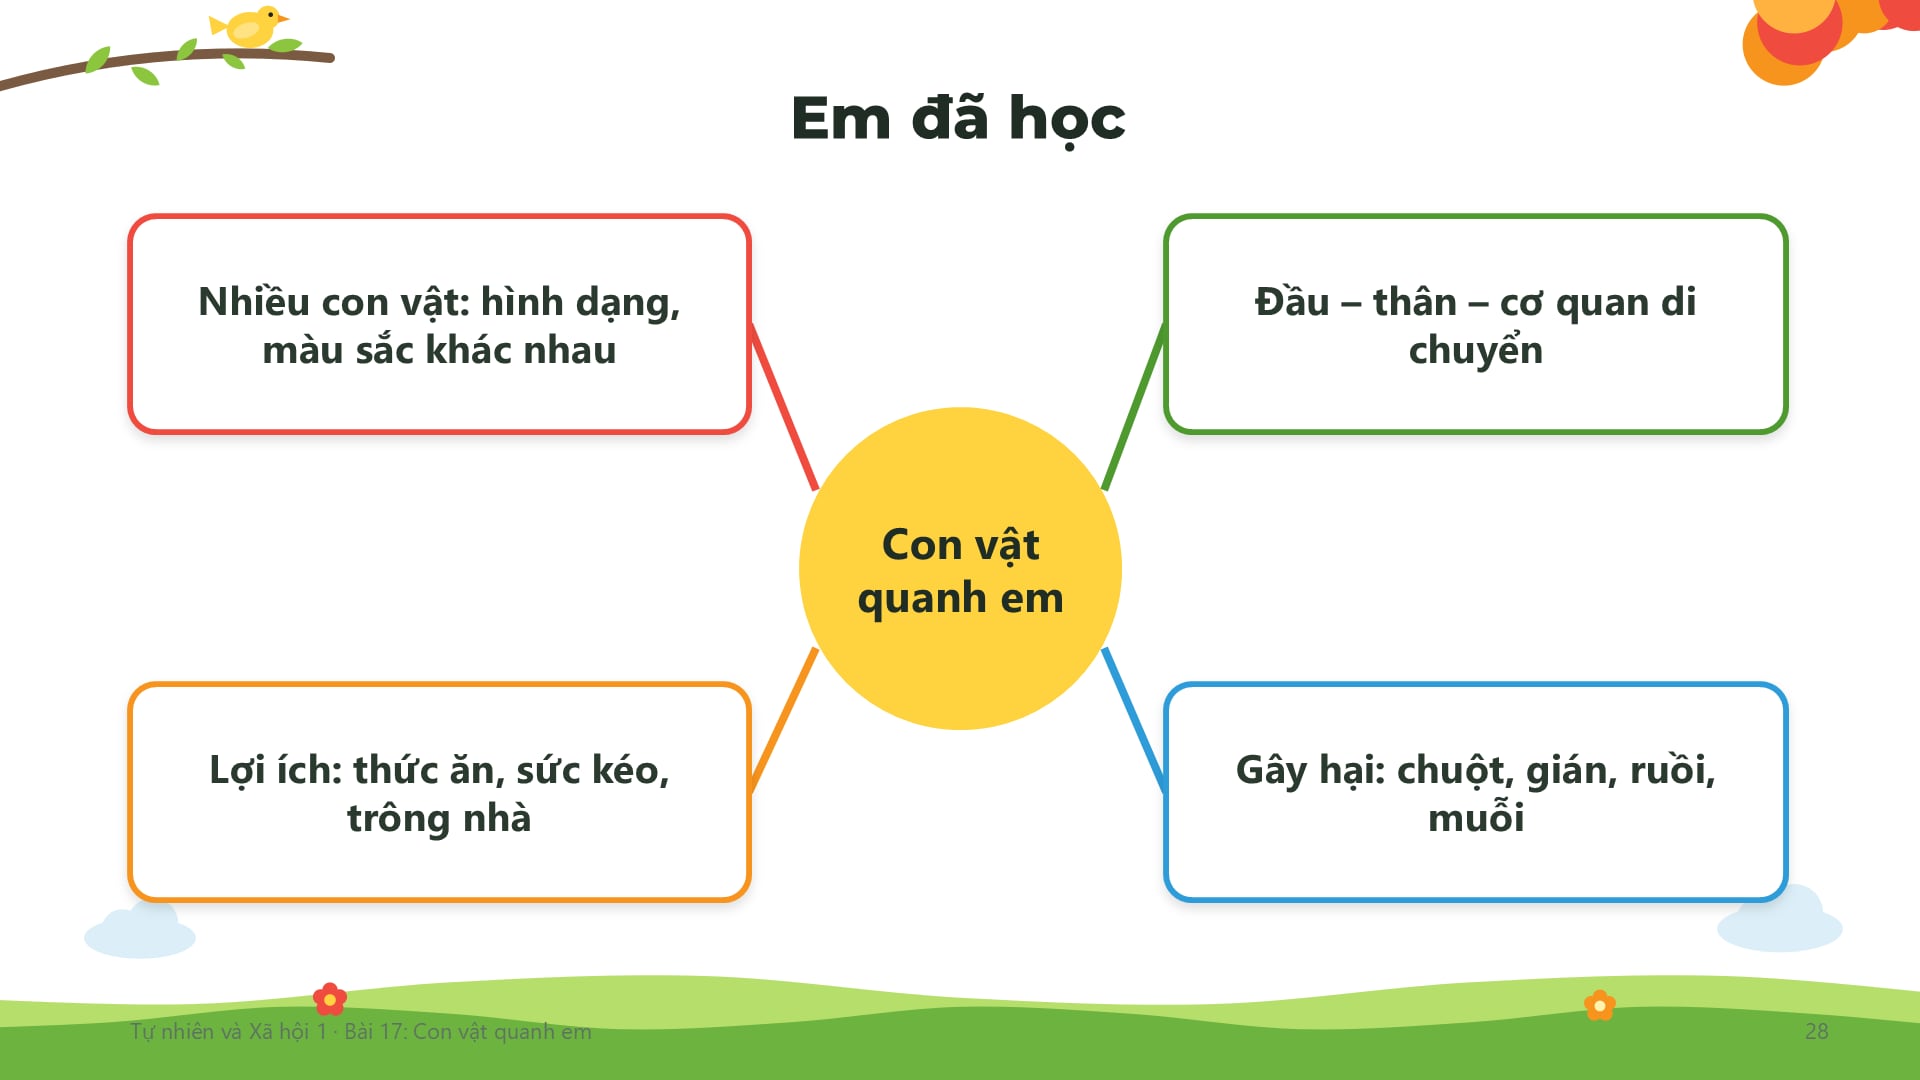 Em đã học
Nhiều con vật: hình dạng,
màu sắc khác nhau
Đầu – thân – cơ quan di
chuyển
Con vật
quanh em
Lợi ích: thức ăn, sức kéo,
trông nhà
Gây hại: chuột, gián, ruồi,
muỗi
Tự nhiên và Xã hội 1 · Bài 17: Con vật quanh em
28